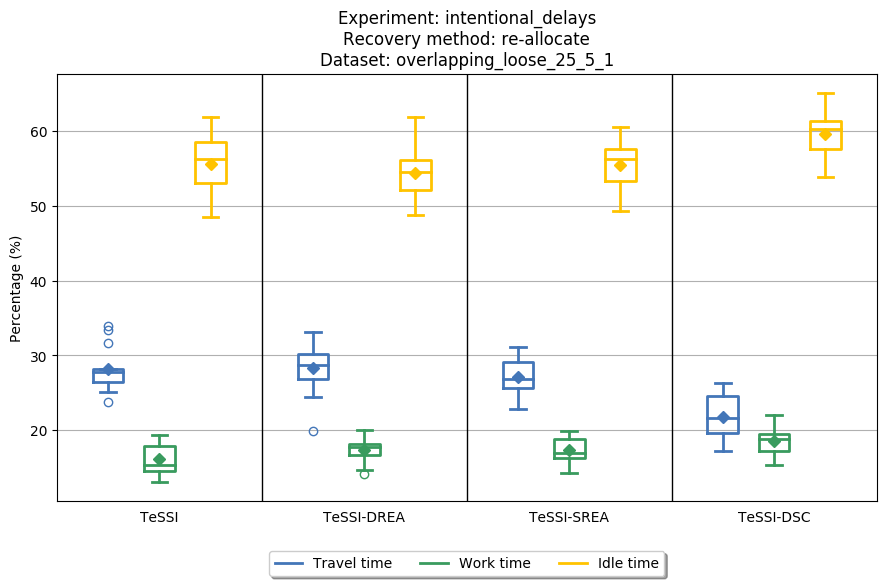 Experiment: intentional_delays
Recovery method: re-allocate
Dataset: overlapping_loose_25_5_1
Percentage (%)
60
50
40
30
20
TeSSI
TeSSI-DREA
TeSSI-SREA
TeSSI-DSC
Travel time
Work time
Idle time